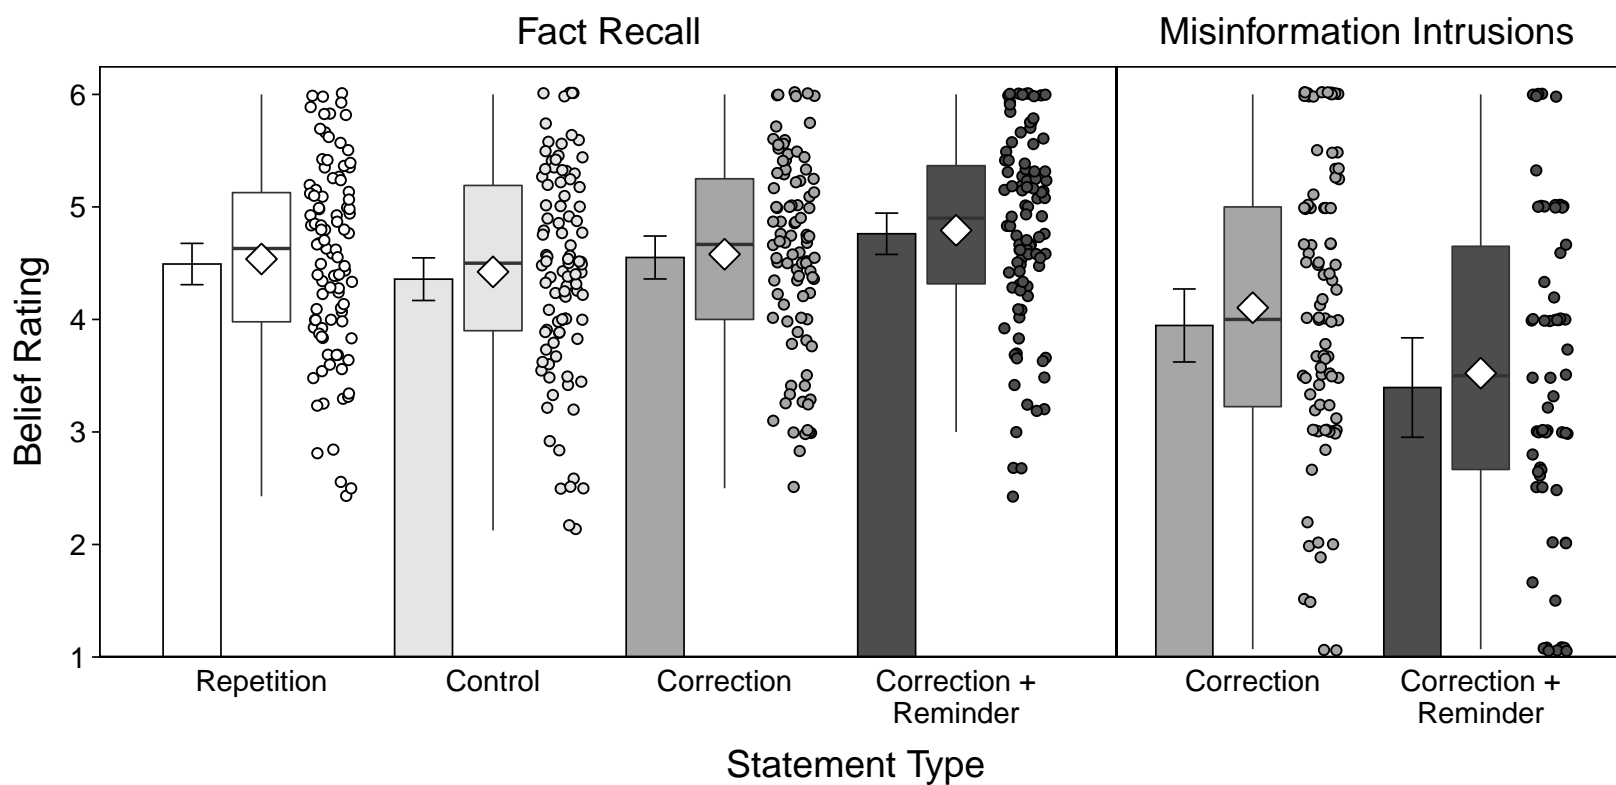 Fact Recall
Misinformation Intrusions
Belief Rating
6
5
4
3
2
1
Repetition
Control
Correction
Correction +
Reminder
Correction
Correction +
Reminder
Statement Type